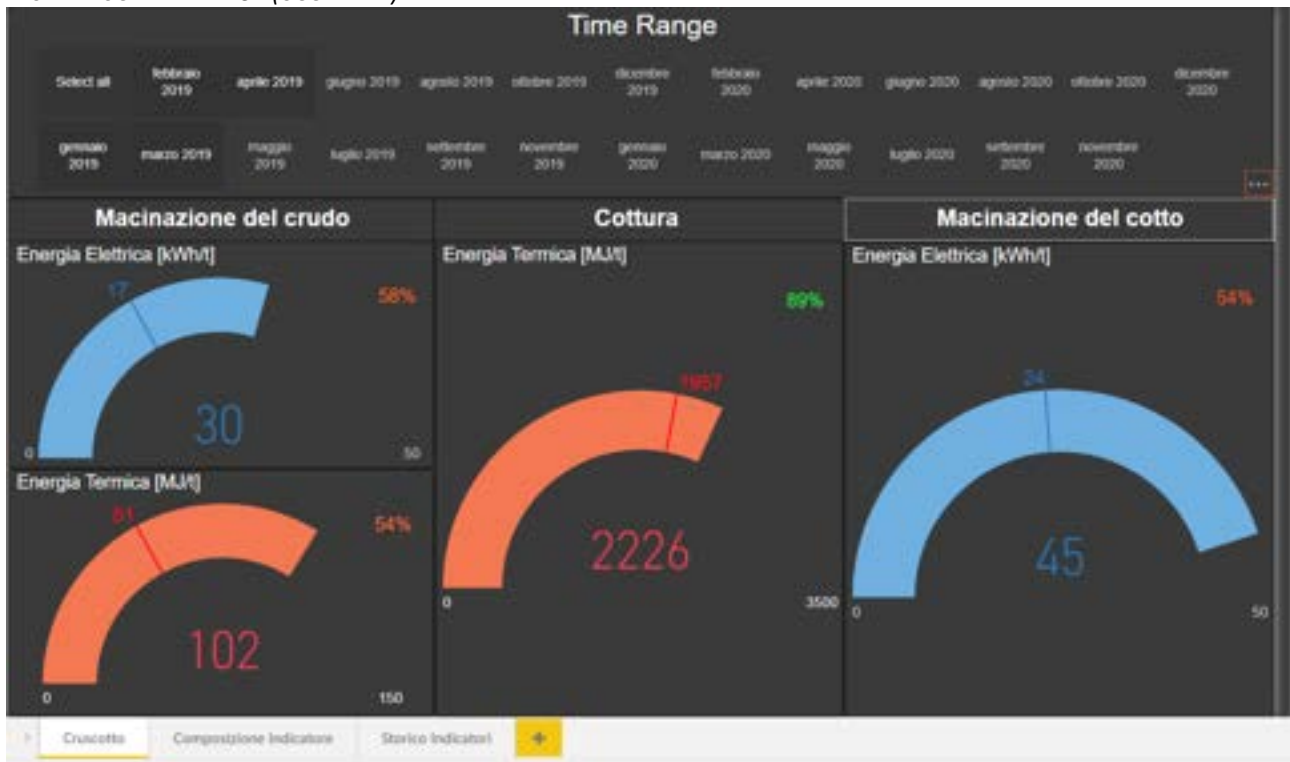 Time Range
Select all
febbraio 2019
aprile 2019
giugno 2019
agosto 2019
ottobre 2019
dicembre 2019
febbraio 2020
aprile 2020
giugno 2020
agosto 2020
ottobre 2020
dicembre 2020
gennaio 2019
marzo 2019
maggio 2019
luglio 2019
settembre 2019
novembre 2019
gennaio 2020
marzo 2020
maggio 2020
luglio 2020
settembre 2020
novembre 2020
Macinazione del crudo
Energia Elettrica [kWh/t]
17
58%
30
0
50
Energia Termica [MJ/t]
54%
102
0
150
Cottura
Energia Termica [MJ/t]
89%
1957
2226
0
3500
Macinazione del cotto
Energia Elettrica [kWh/t]
54%
24
45
0
50
Cruscotto
Composizione Indicatore
Storico Indicatori
+